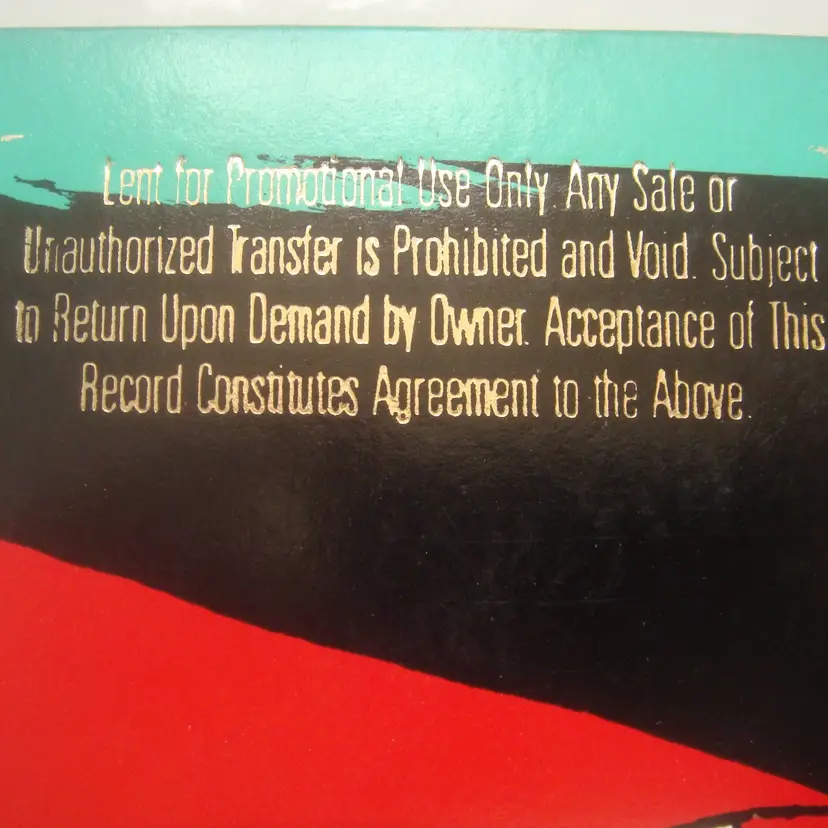 Lent for Promotional Use Only. Any Sale or
Unauthorized Transfer is Prohibited and Void. Subject
to Return Upon Demand by Owner. Acceptance of This
Record Constitutes Agreement to the Above.